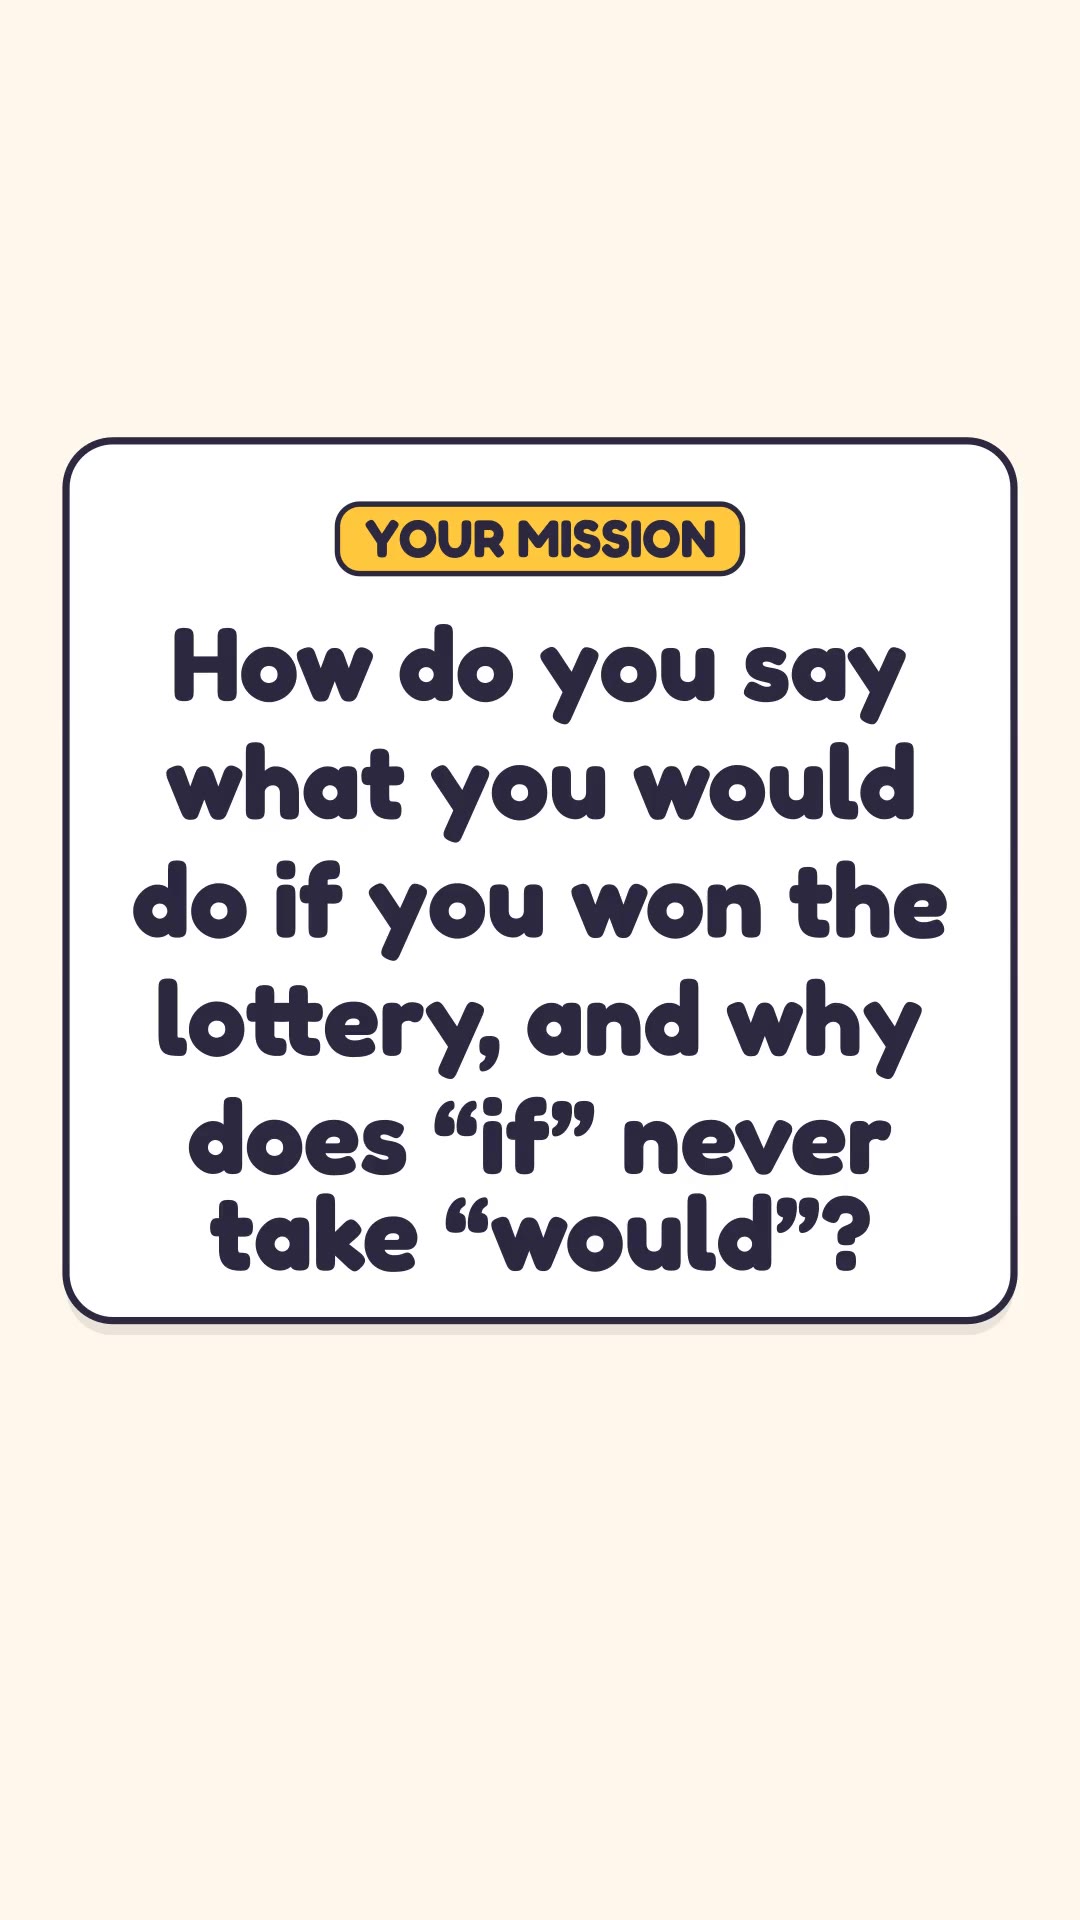 YOUR MISSION
How do you say
what you would
do if you won the
lottery, and why
does “if” never
take “would”?